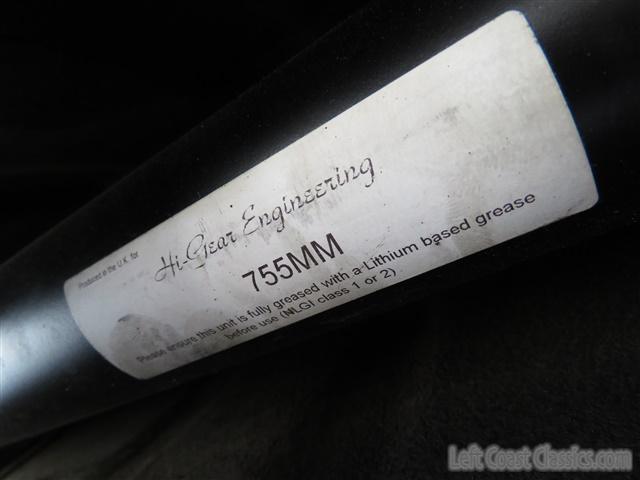 Produced in the U.K. for
Hi-Gear Engineering
755MM
Please ensure this unit is fully greased with a Lithium based grease
before use (NLGI class 1 or 2)
Left Coast Classics.com